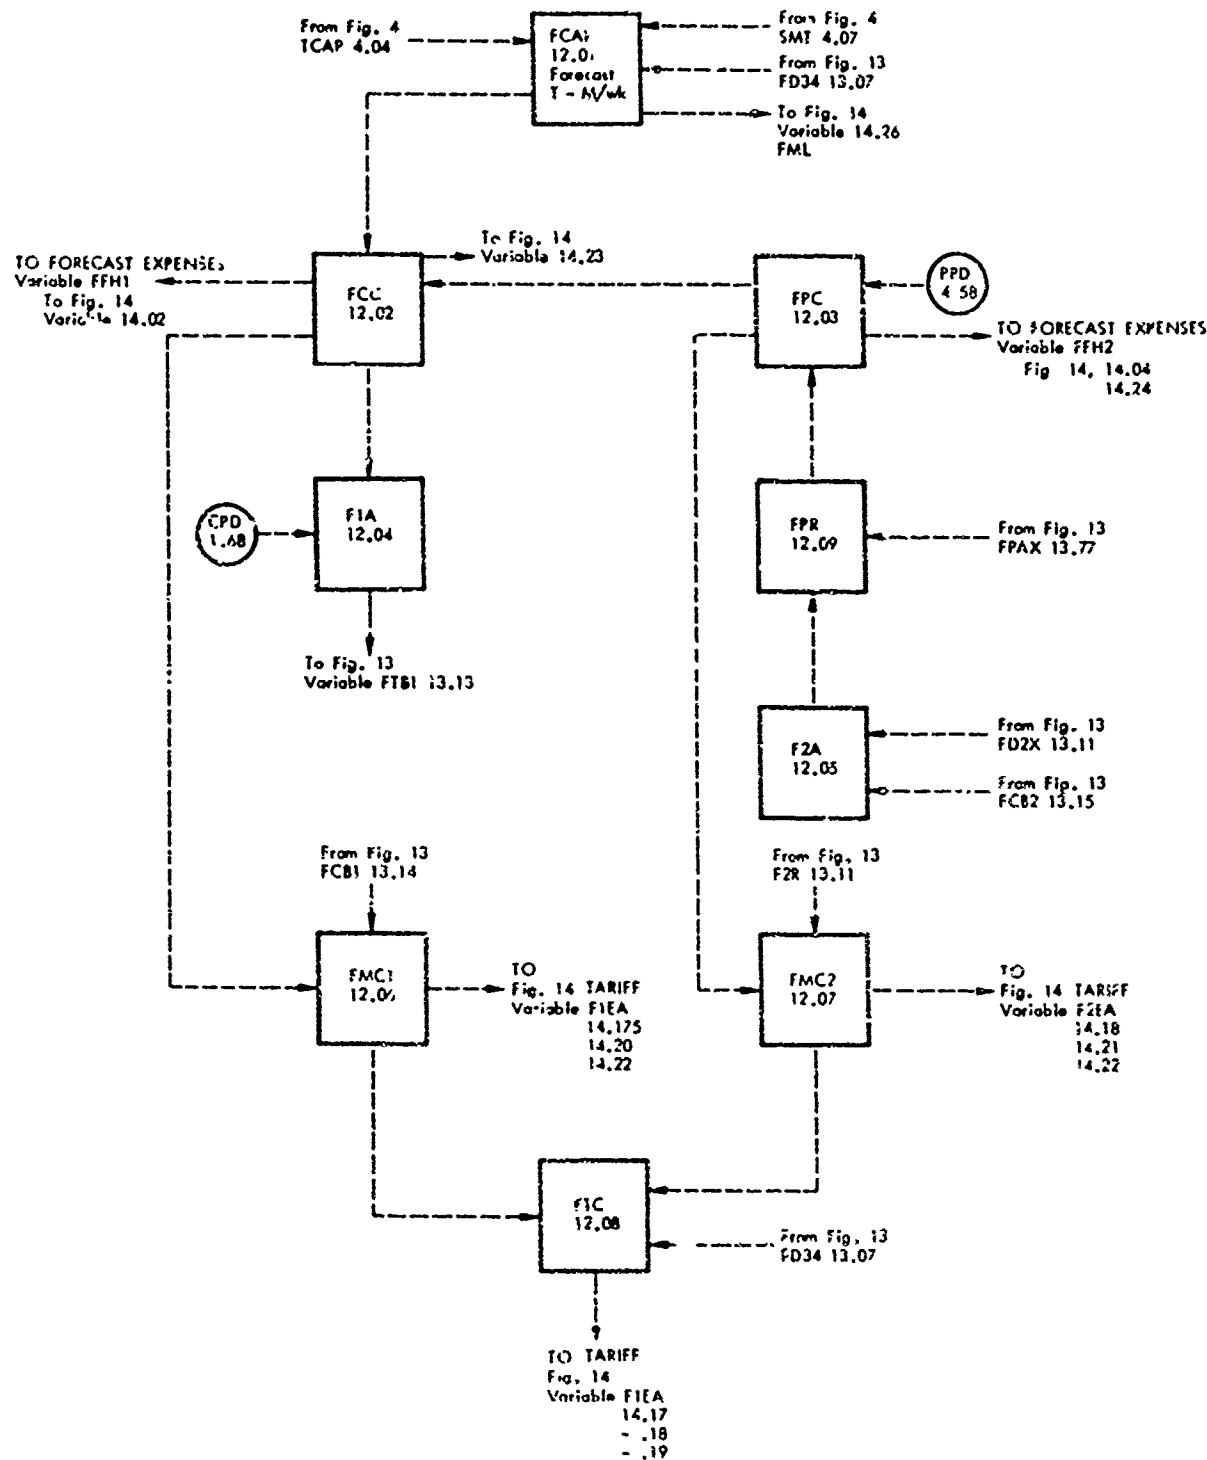 From Fig. 4
TCAP 4.04
12.01
Forecast
T - M/wk
From Fig. 4
SMT 4.07
From Fig. 13
FD34 13.07
To Fig. 14
Variable 14.26
FML
To Fig. 14
Variable 14.23
TO FORECAST EXPENSES
Variable FFH1
To Fig. 14
Variable 14.02
FCC
12.02
FPC
12.03
PPD
4.58
TO FORECAST EXPENSES
Variable FFH2
Fig 14, 14.04
14.24
CPD
1.68
F1A
12.04
FPR
12.09
From Fig. 13
FPAX 13.77
To Fig. 13
Variable FTB1 13.13
F2A
12.05
From Fig. 13
FD2X 13.11
From Fig. 13
FCB2 13.15
From Fig. 13
FCB1 13.14
From Fig. 13
F2R 13.11
FMC1
12.06
TO
Fig. 14 TARIFF
Variable F1EA
14.175
14.20
14.22
FMC2
12.07
TO
Fig. 14 TARIFF
Variable F2EA
14.18
14.21
14.22
12.08
From Fig. 13
FD34 13.07
TO TARIFF
Fig. 14
Variable F1EA
14.17
- .18
- .19